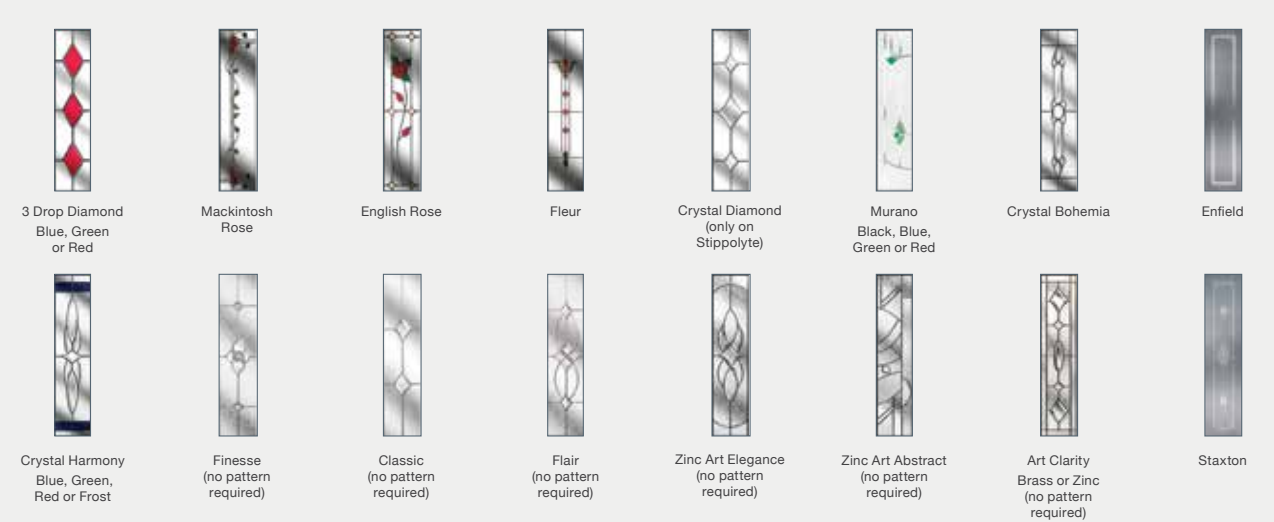 3 Drop Diamond
Blue, Green
or Red
Mackintosh
Rose
English Rose
Fleur
Crystal Diamond
(only on
Stippolyte)
Murano
Black, Blue,
Green or Red
Crystal Bohemia
Enfield
Crystal Harmony
Blue, Green,
Red or Frost
Finesse
(no pattern
required)
Classic
(no pattern
required)
Flair
(no pattern
required)
Zinc Art Elegance
(no pattern
required)
Zinc Art Abstract
(no pattern
required)
Art Clarity
Brass or Zinc
(no pattern
required)
Staxton